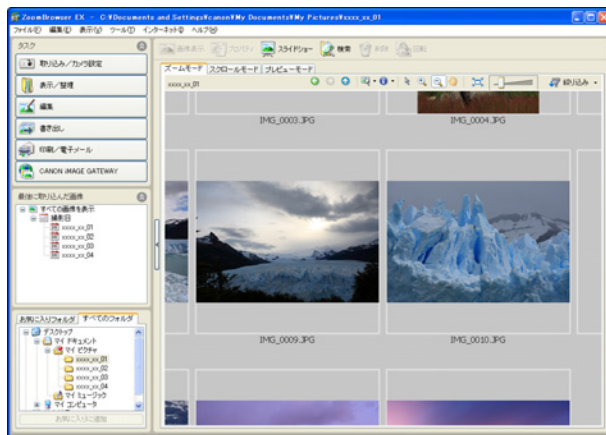 ZoomBrowser EX - C:¥Documents and Settings¥canon¥My Documents¥My Pictures¥xxxx_xx_01
ファイル(F) 編集(E) 表示(V) ツール(T) インターネット(I) ヘルプ(H)
タスク
画像表示 プロパティ スライドショー 検索 削除 回転
取り込み/カメラ設定
ズームモード スクロールモード プレビューモード
xxxx_xx_01
絞り込み
表示/整理
編集
書き出し
印刷/電子メール
CANON iMAGE GATEWAY
IMG_0003.JPG
IMG_0004.JPG
最後に取り込んだ画像
すべての画像を表示
撮影日
xxxx_xx_01
xxxx_xx_02
xxxx_xx_03
xxxx_xx_04
お気に入りフォルダ すべてのフォルダ
デスクトップ
マイ ドキュメント
マイ ピクチャ
xxxx_xx_01
xxxx_xx_02
xxxx_xx_03
xxxx_xx_04
マイ ミュージック
マイ コンピュータ
お気に入りに追加
IMG_0009.JPG
IMG_0010.JPG